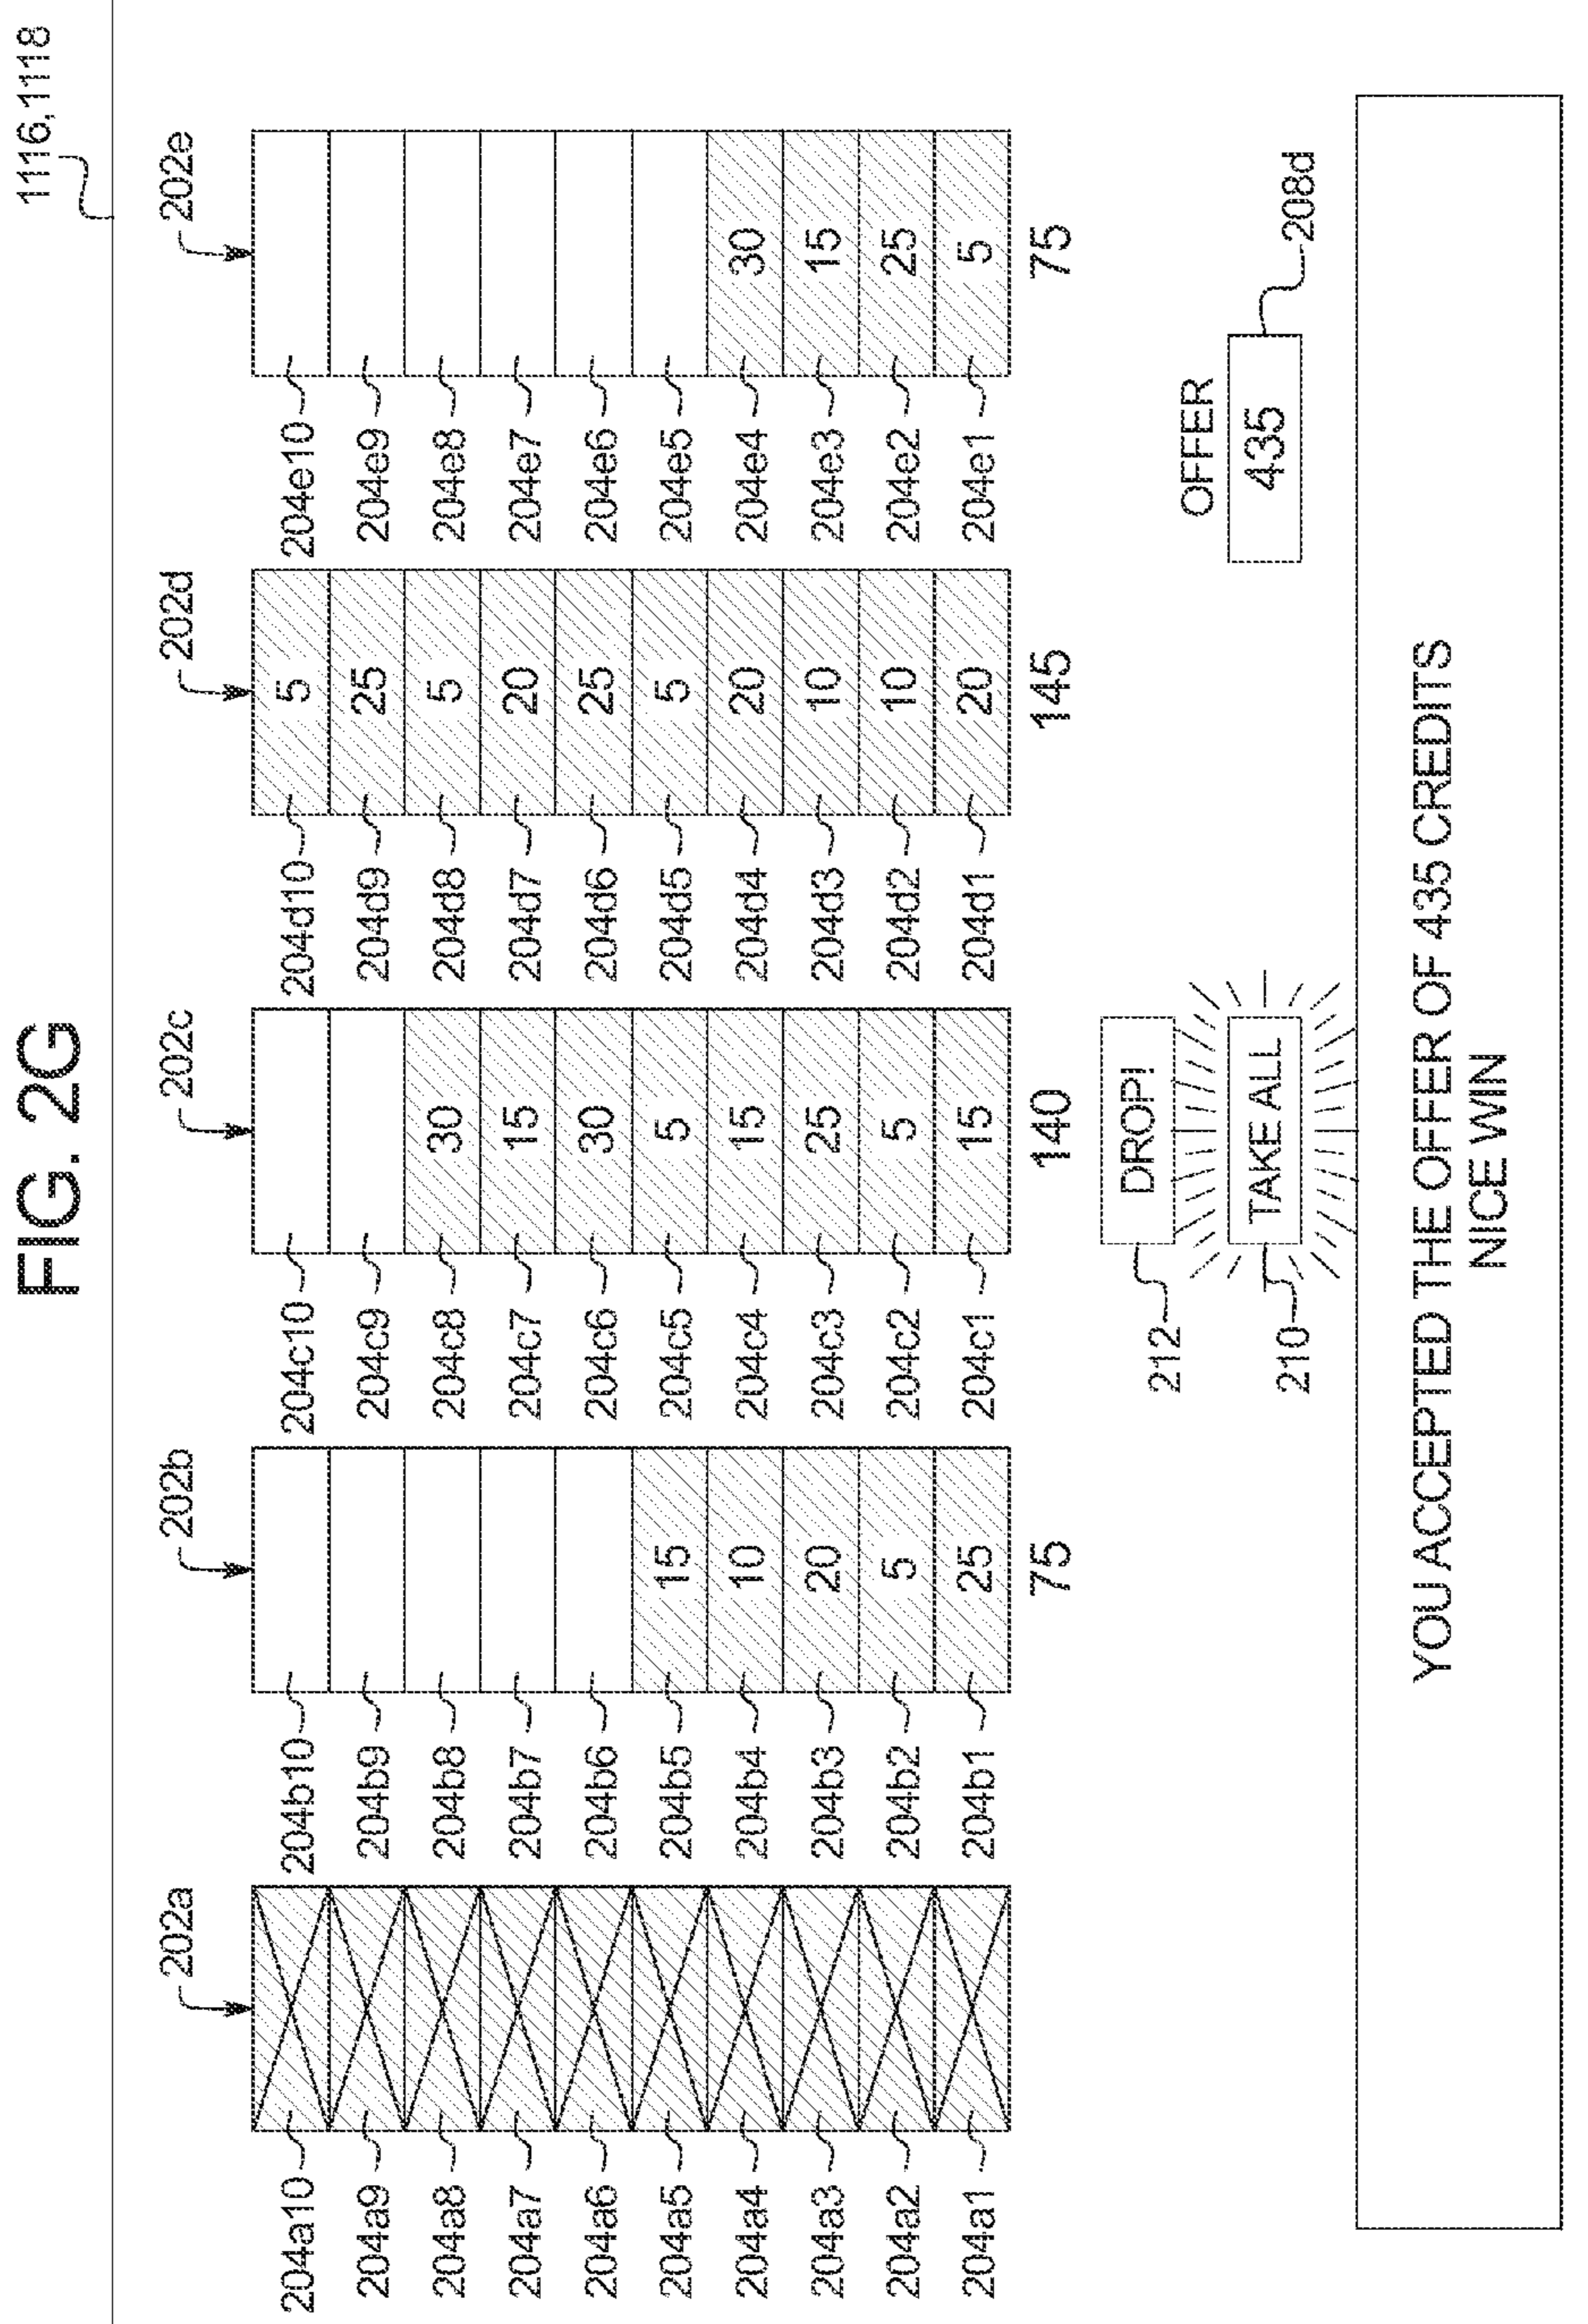 FIG. 2G
1116,1118
202a 202b 202c 202d 202e
204a10 204b10 204c10 204d10 5 204e10
204a9 204b9 204c9 204d9 25 204e9
204a8 204b8 204c8 30 204d8 5 204e8
204a7 204b7 204c7 15 204d7 20 204e7
204a6 204b6 204c6 30 204d6 25 204e6
204a5 204b5 15 204c5 5 204d5 5 204e5
204a4 204b4 10 204c4 15 204d4 20 204e4 30
204a3 204b3 20 204c3 25 204d3 10 204e3 15
204a2 204b2 5 204c2 5 204d2 10 204e2 25
204a1 204b1 25 204c1 15 204d1 20 204e1 5
75 140 145 75
212 DROP!
OFFER
210 TAKE ALL 435 208d
YOU ACCEPTED THE OFFER OF 435 CREDITS
NICE WIN